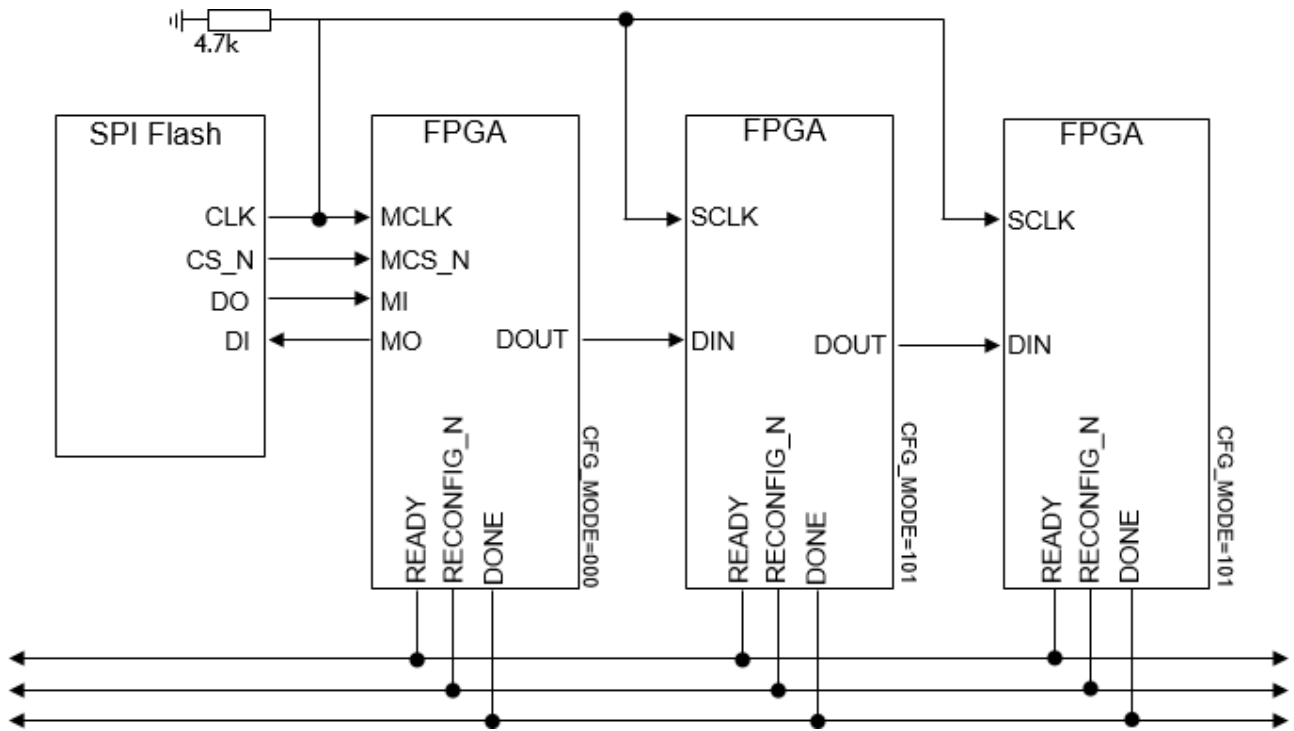 4.7k
SPI Flash
CLK
CS_N
DO
DI
FPGA
MCLK
MCS_N
MI
MO
DOUT
READY
RECONFIG_N
DONE
CFG_MODE=000
FPGA
SCLK
DIN
DOUT
READY
RECONFIG_N
DONE
CFG_MODE=101
FPGA
SCLK
DIN
READY
RECONFIG_N
DONE
CFG_MODE=101